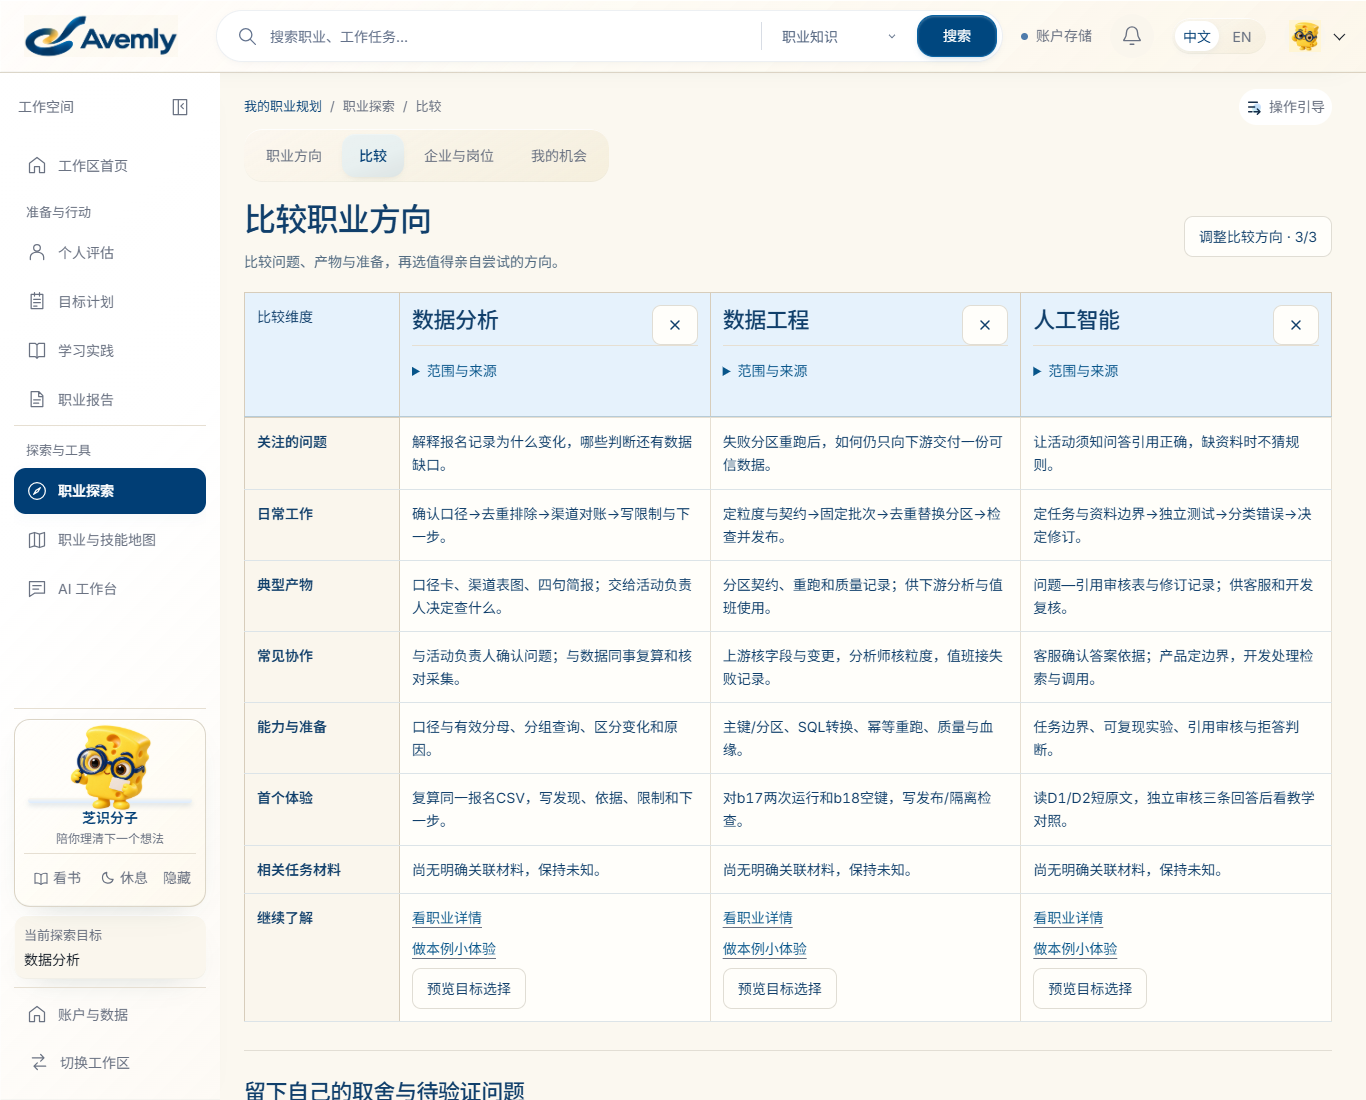 Avemly
搜索职业、工作任务...
职业知识
搜索
账户存储
中文
EN
工作空间
工作区首页
准备与行动
个人评估
目标计划
学习实践
职业报告
探索与工具
职业探索
职业与技能地图
AI 工作台
芝识分子
陪你理清下一个想法
看书
休息
隐藏
当前探索目标
数据分析
账户与数据
切换工作区
我的职业规划 / 职业探索 / 比较
操作引导
职业方向
比较
企业与岗位
我的机会
比较职业方向
比较问题、产物与准备，再选值得亲自尝试的方向。
调整比较方向 · 3/3
比较维度
数据分析
范围与来源
数据工程
范围与来源
人工智能
范围与来源
关注的问题
解释报名记录为什么变化，哪些判断还有数据
缺口。
失败分区重跑后，如何仍只向下游交付一份可
信数据。
让活动须知问答引用正确，缺资料时不猜规
则。
日常工作
确认口径→去重排除→渠道对账→写限制与下
一步。
定粒度与契约→固定批次→去重替换分区→检
查并发布。
定任务与资料边界→独立测试→分类错误→决
定修订。
典型产物
口径卡、渠道表图、四句简报；交给活动负责
人决定查什么。
分区契约、重跑和质量记录；供下游分析与值
班使用。
问题—引用审核表与修订记录；供客服和开发
复核。
常见协作
与活动负责人确认问题；与数据同事复算和核
对采集。
上游核字段与变更，分析师核粒度，值班接失
败记录。
客服确认答案依据；产品定边界，开发处理检
索与调用。
能力与准备
口径与有效分母、分组查询、区分变化和原
因。
主键/分区、SQL转换、幂等重跑、质量与血
缘。
任务边界、可复现实验、引用审核与拒答判
断。
首个体验
复算同一报名CSV，写发现、依据、限制和下
一步。
对b17两次运行和b18空键，写发布/隔离检
查。
读D1/D2短原文，独立审核三条回答后看教学
对照。
相关任务材料
尚无明确关联材料，保持未知。
尚无明确关联材料，保持未知。
尚无明确关联材料，保持未知。
继续了解
看职业详情
做本例小体验
预览目标选择
看职业详情
做本例小体验
预览目标选择
看职业详情
做本例小体验
预览目标选择
留下自己的取舍与待验证问题